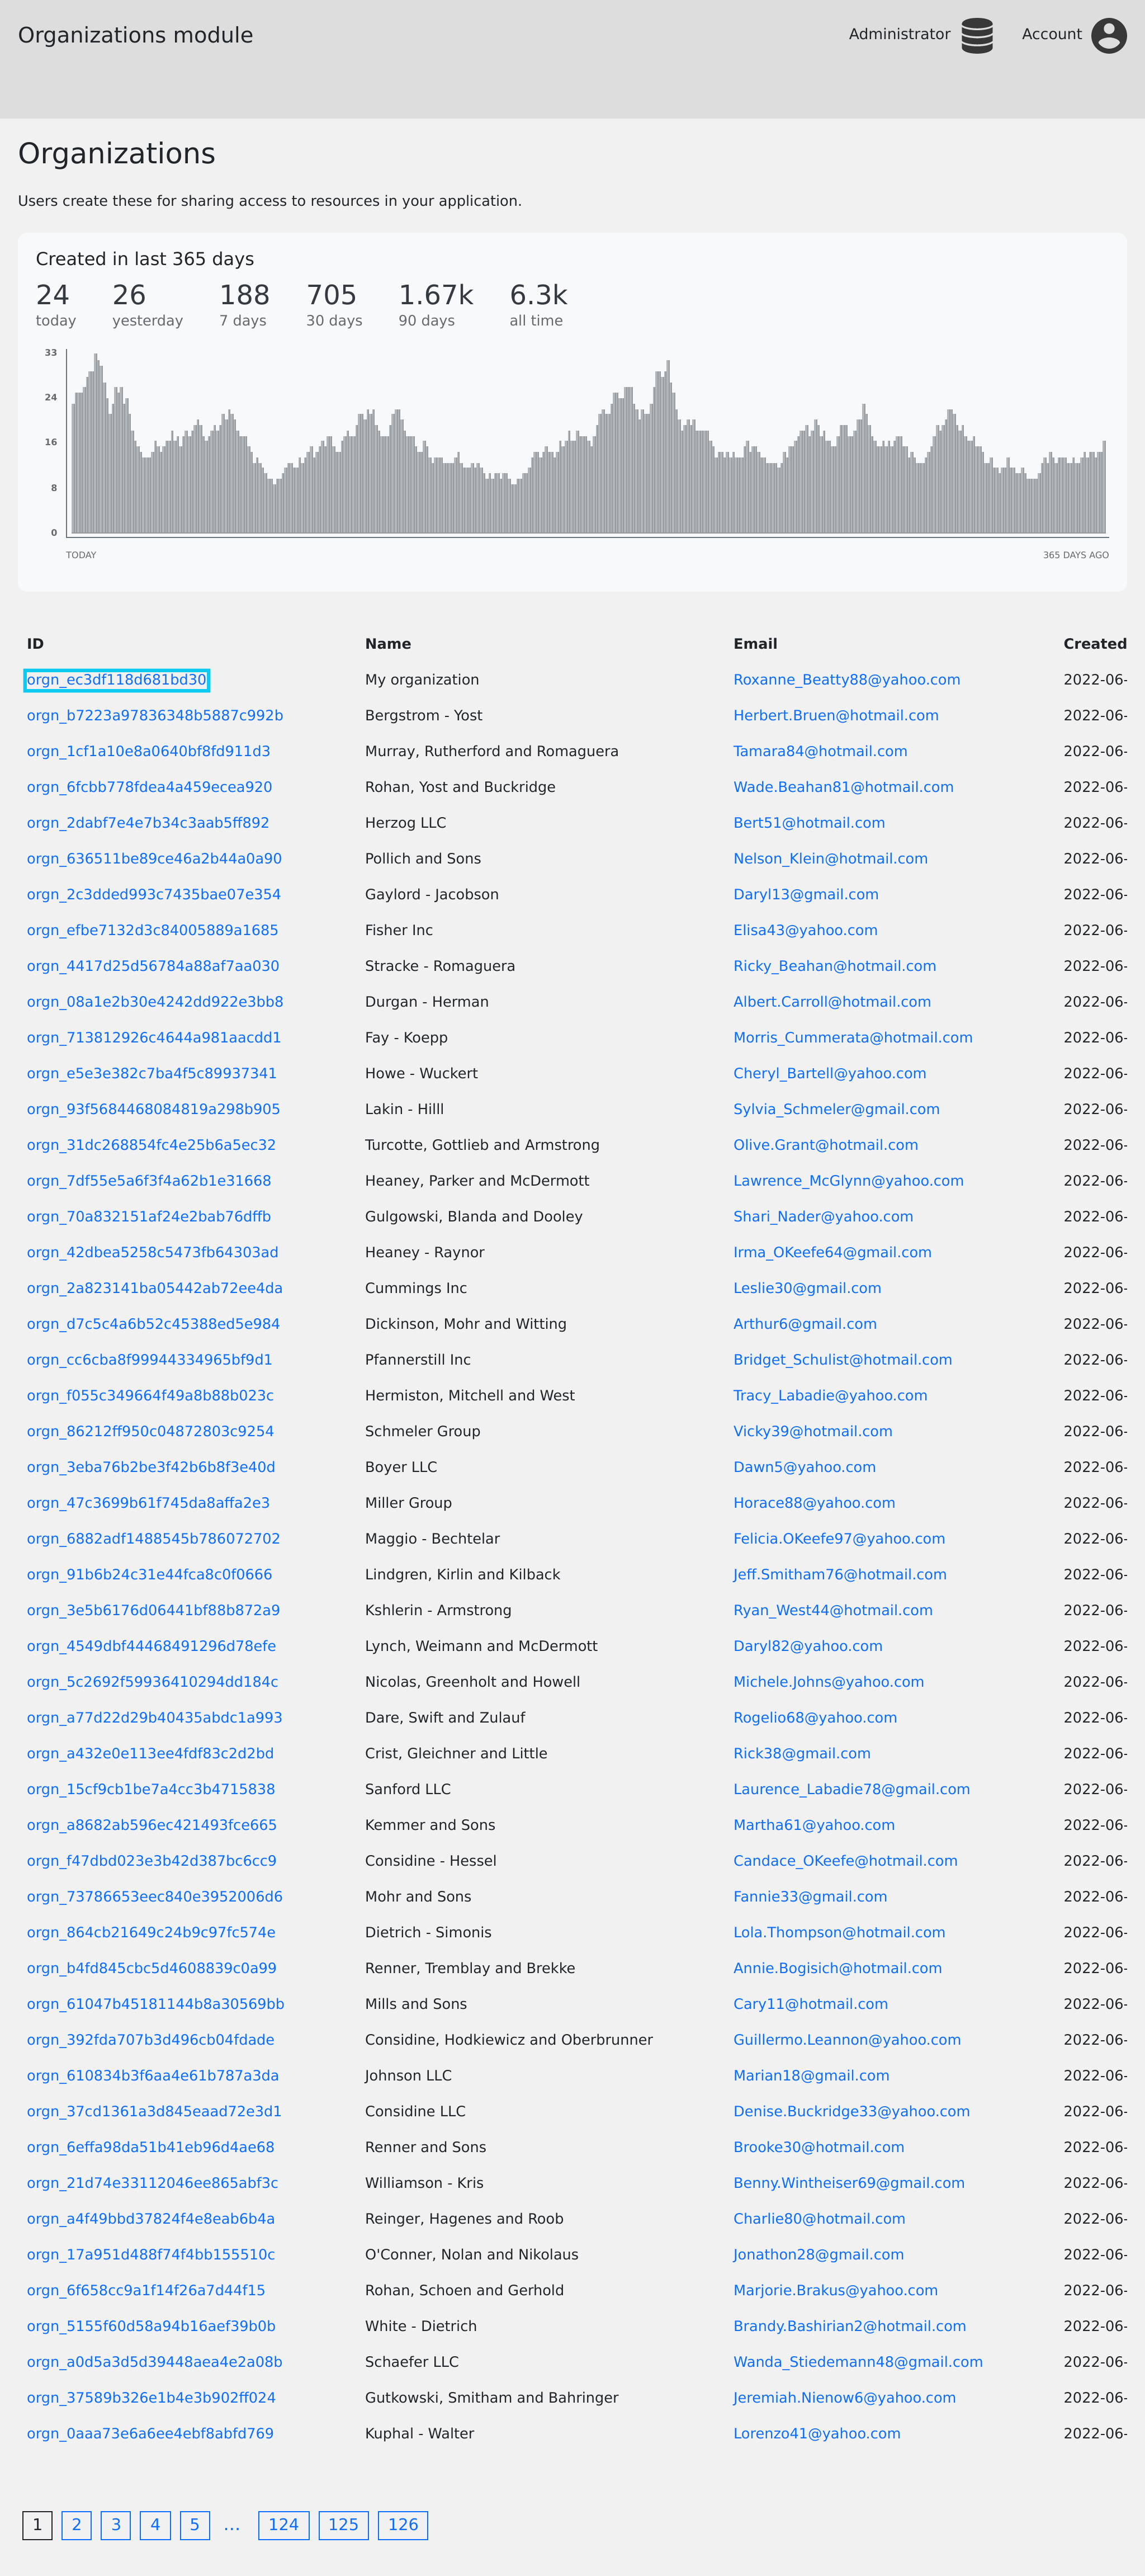 Organizations module
Administrator
Account
Organizations
Users create these for sharing access to resources in your application.
Created in last 365 days
24 26 188 705 1.67k 6.3k
today yesterday 7 days 30 days 90 days all time
33
24
16
8
0
TODAY 365 DAYS AGO
ID Name Email Created
orgn_ec3df118d681bd30 My organization Roxanne_Beatty88@yahoo.com 2022-06-
orgn_b7223a97836348b5887c992b Bergstrom - Yost Herbert.Bruen@hotmail.com 2022-06-
orgn_1cf1a10e8a0640bf8fd911d3 Murray, Rutherford and Romaguera Tamara84@hotmail.com 2022-06-
orgn_6fcbb778fdea4a459ecea920 Rohan, Yost and Buckridge Wade.Beahan81@hotmail.com 2022-06-
orgn_2dabf7e4e7b34c3aab5ff892 Herzog LLC Bert51@hotmail.com 2022-06-
orgn_636511be89ce46a2b44a0a90 Pollich and Sons Nelson_Klein@hotmail.com 2022-06-
orgn_2c3dded993c7435bae07e354 Gaylord - Jacobson Daryl13@gmail.com 2022-06-
orgn_efbe7132d3c84005889a1685 Fisher Inc Elisa43@yahoo.com 2022-06-
orgn_4417d25d56784a88af7aa030 Stracke - Romaguera Ricky_Beahan@hotmail.com 2022-06-
orgn_08a1e2b30e4242dd922e3bb8 Durgan - Herman Albert.Carroll@hotmail.com 2022-06-
orgn_713812926c4644a981aacdd1 Fay - Koepp Morris_Cummerata@hotmail.com 2022-06-
orgn_e5e3e382c7ba4f5c89937341 Howe - Wuckert Cheryl_Bartell@yahoo.com 2022-06-
orgn_93f5684468084819a298b905 Lakin - Hilll Sylvia_Schmeler@gmail.com 2022-06-
orgn_31dc268854fc4e25b6a5ec32 Turcotte, Gottlieb and Armstrong Olive.Grant@hotmail.com 2022-06-
orgn_7df55e5a6f3f4a62b1e31668 Heaney, Parker and McDermott Lawrence_McGlynn@yahoo.com 2022-06-
orgn_70a832151af24e2bab76dffb Gulgowski, Blanda and Dooley Shari_Nader@yahoo.com 2022-06-
orgn_42dbea5258c5473fb64303ad Heaney - Raynor Irma_OKeefe64@gmail.com 2022-06-
orgn_2a823141ba05442ab72ee4da Cummings Inc Leslie30@gmail.com 2022-06-
orgn_d7c5c4a6b52c45388ed5e984 Dickinson, Mohr and Witting Arthur6@gmail.com 2022-06-
orgn_cc6cba8f99944334965bf9d1 Pfannerstill Inc Bridget_Schulist@hotmail.com 2022-06-
orgn_f055c349664f49a8b88b023c Hermiston, Mitchell and West Tracy_Labadie@yahoo.com 2022-06-
orgn_86212ff950c04872803c9254 Schmeler Group Vicky39@hotmail.com 2022-06-
orgn_3eba76b2be3f42b6b8f3e40d Boyer LLC Dawn5@yahoo.com 2022-06-
orgn_47c3699b61f745da8affa2e3 Miller Group Horace88@yahoo.com 2022-06-
orgn_6882adf1488545b786072702 Maggio - Bechtelar Felicia.OKeefe97@yahoo.com 2022-06-
orgn_91b6b24c31e44fca8c0f0666 Lindgren, Kirlin and Kilback Jeff.Smitham76@hotmail.com 2022-06-
orgn_3e5b6176d06441bf88b872a9 Kshlerin - Armstrong Ryan_West44@hotmail.com 2022-06-
orgn_4549dbf44468491296d78efe Lynch, Weimann and McDermott Daryl82@yahoo.com 2022-06-
orgn_5c2692f59936410294dd184c Nicolas, Greenholt and Howell Michele.Johns@yahoo.com 2022-06-
orgn_a77d22d29b40435abdc1a993 Dare, Swift and Zulauf Rogelio68@yahoo.com 2022-06-
orgn_a432e0e113ee4fdf83c2d2bd Crist, Gleichner and Little Rick38@gmail.com 2022-06-
orgn_15cf9cb1be7a4cc3b4715838 Sanford LLC Laurence_Labadie78@gmail.com 2022-06-
orgn_a8682ab596ec421493fce665 Kemmer and Sons Martha61@yahoo.com 2022-06-
orgn_f47dbd023e3b42d387bc6cc9 Considine - Hessel Candace_OKeefe@hotmail.com 2022-06-
orgn_73786653eec840e3952006d6 Mohr and Sons Fannie33@gmail.com 2022-06-
orgn_864cb21649c24b9c97fc574e Dietrich - Simonis Lola.Thompson@hotmail.com 2022-06-
orgn_b4fd845cbc5d4608839c0a99 Renner, Tremblay and Brekke Annie.Bogisich@hotmail.com 2022-06-
orgn_61047b45181144b8a30569bb Mills and Sons Cary11@hotmail.com 2022-06-
orgn_392fda707b3d496cb04fdade Considine, Hodkiewicz and Oberbrunner Guillermo.Leannon@yahoo.com 2022-06-
orgn_610834b3f6aa4e61b787a3da Johnson LLC Marian18@gmail.com 2022-06-
orgn_37cd1361a3d845eaad72e3d1 Considine LLC Denise.Buckridge33@yahoo.com 2022-06-
orgn_6effa98da51b41eb96d4ae68 Renner and Sons Brooke30@hotmail.com 2022-06-
orgn_21d74e33112046ee865abf3c Williamson - Kris Benny.Wintheiser69@gmail.com 2022-06-
orgn_a4f49bbd37824f4e8eab6b4a Reinger, Hagenes and Roob Charlie80@hotmail.com 2022-06-
orgn_17a951d488f74f4bb155510c O'Conner, Nolan and Nikolaus Jonathon28@gmail.com 2022-06-
orgn_6f658cc9a1f14f26a7d44f15 Rohan, Schoen and Gerhold Marjorie.Brakus@yahoo.com 2022-06-
orgn_5155f60d58a94b16aef39b0b White - Dietrich Brandy.Bashirian2@hotmail.com 2022-06-
orgn_a0d5a3d5d39448aea4e2a08b Schaefer LLC Wanda_Stiedemann48@gmail.com 2022-06-
orgn_37589b326e1b4e3b902ff024 Gutkowski, Smitham and Bahringer Jeremiah.Nienow6@yahoo.com 2022-06-
orgn_0aaa73e6a6ee4ebf8abfd769 Kuphal - Walter Lorenzo41@yahoo.com 2022-06-
1 2 3 4 5 … 124 125 126